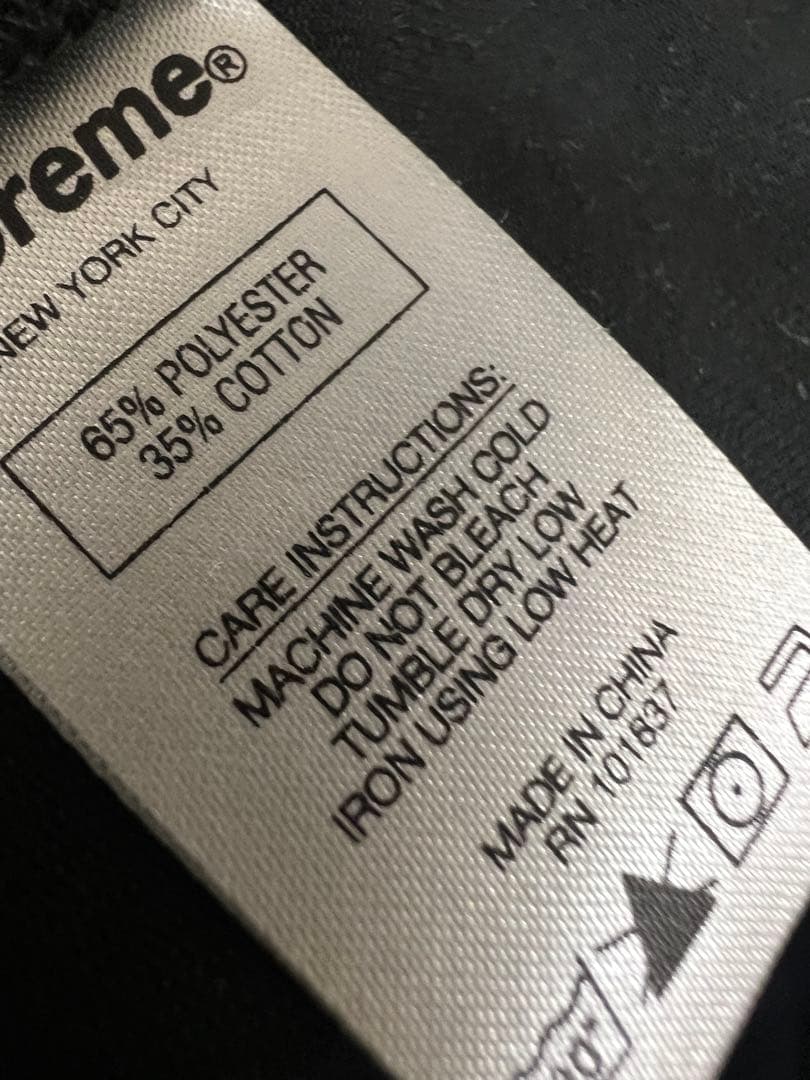 reme®
NEW YORK CITY
65% POLYESTER
35% COTTON
CARE INSTRUCTIONS:
MACHINE WASH COLD
DO NOT BLEACH
TUMBLE DRY LOW
IRON USING LOW HEAT
MADE IN CHINA
RN 101837